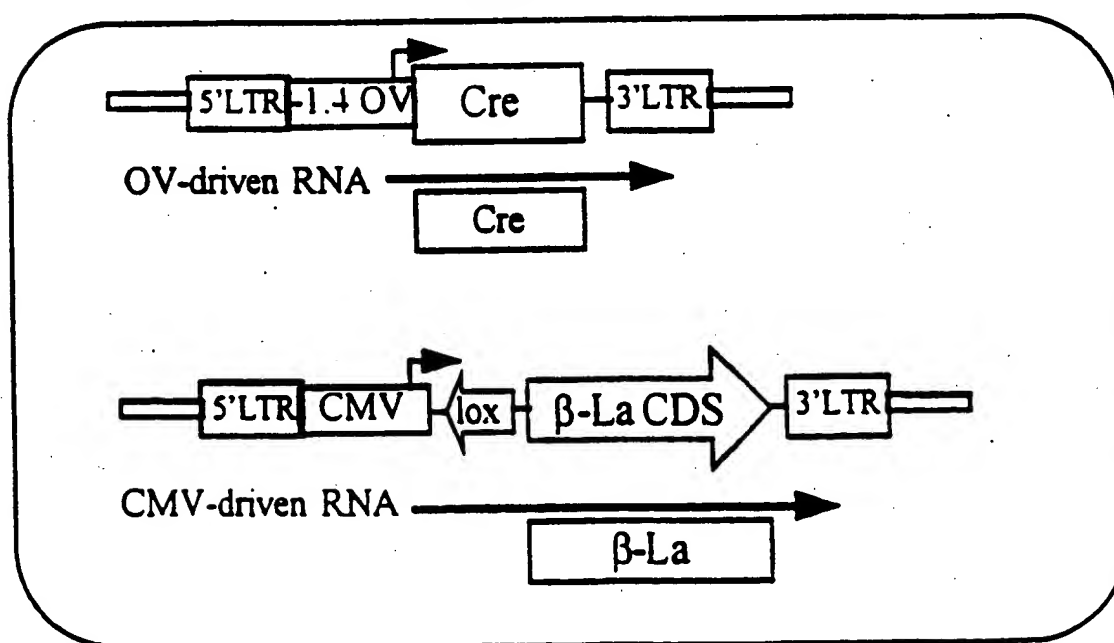 5'LTR -1.4 OV Cre 3'LTR
OV-driven RNA
Cre
5'LTR CMV lox β-La CDS 3'LTR
CMV-driven RNA
β-La